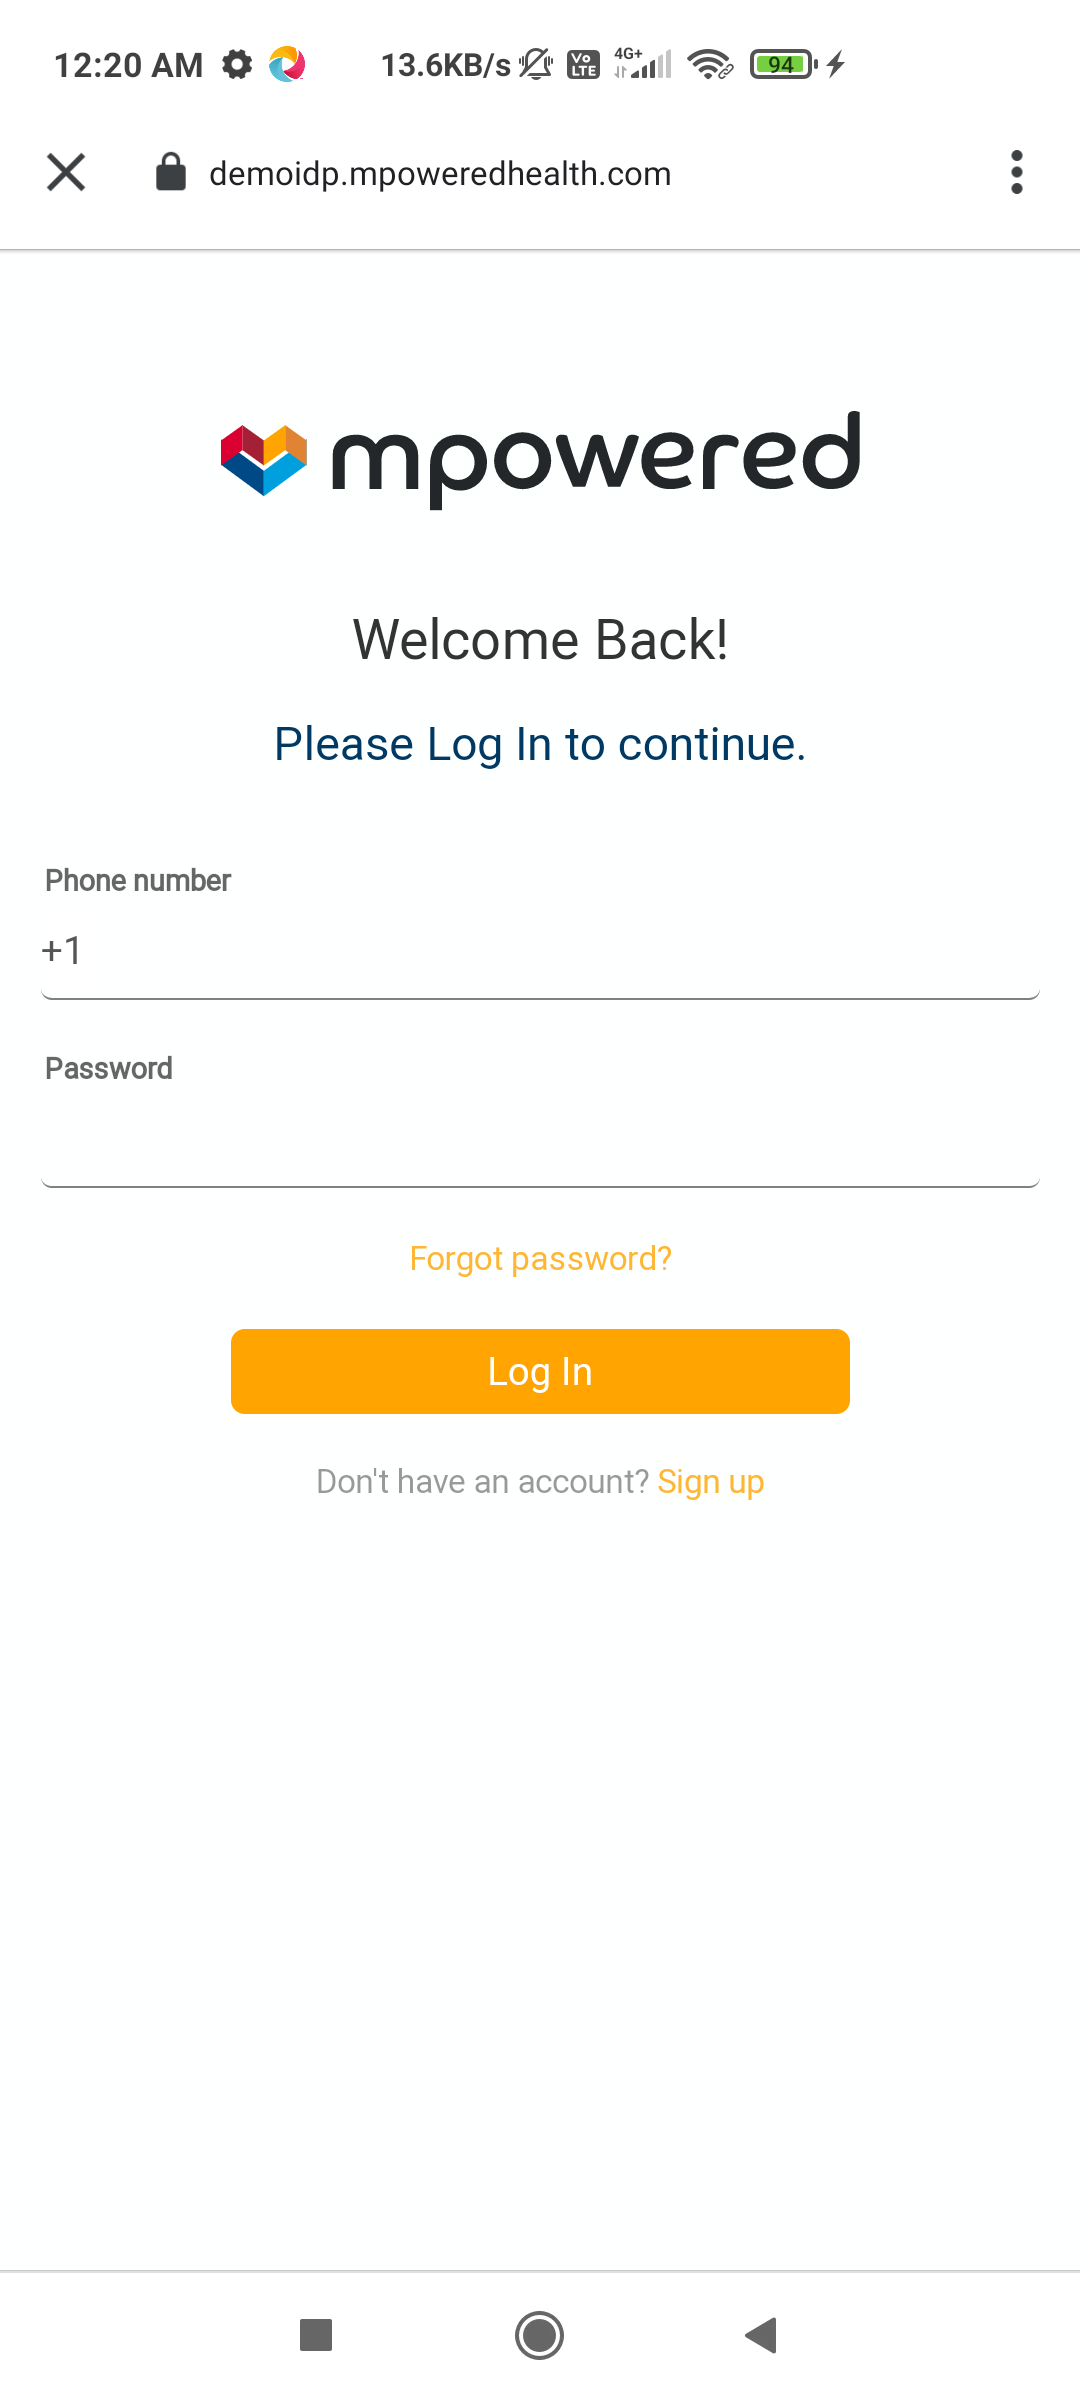 12:20 AM 13.6KB/s Vo LTE 4G+ 94
demoidp.mpoweredhealth.com
mpowered
Welcome Back!
Please Log In to continue.
Phone number
+1
Password
Forgot password?
Log In
Don't have an account? Sign up